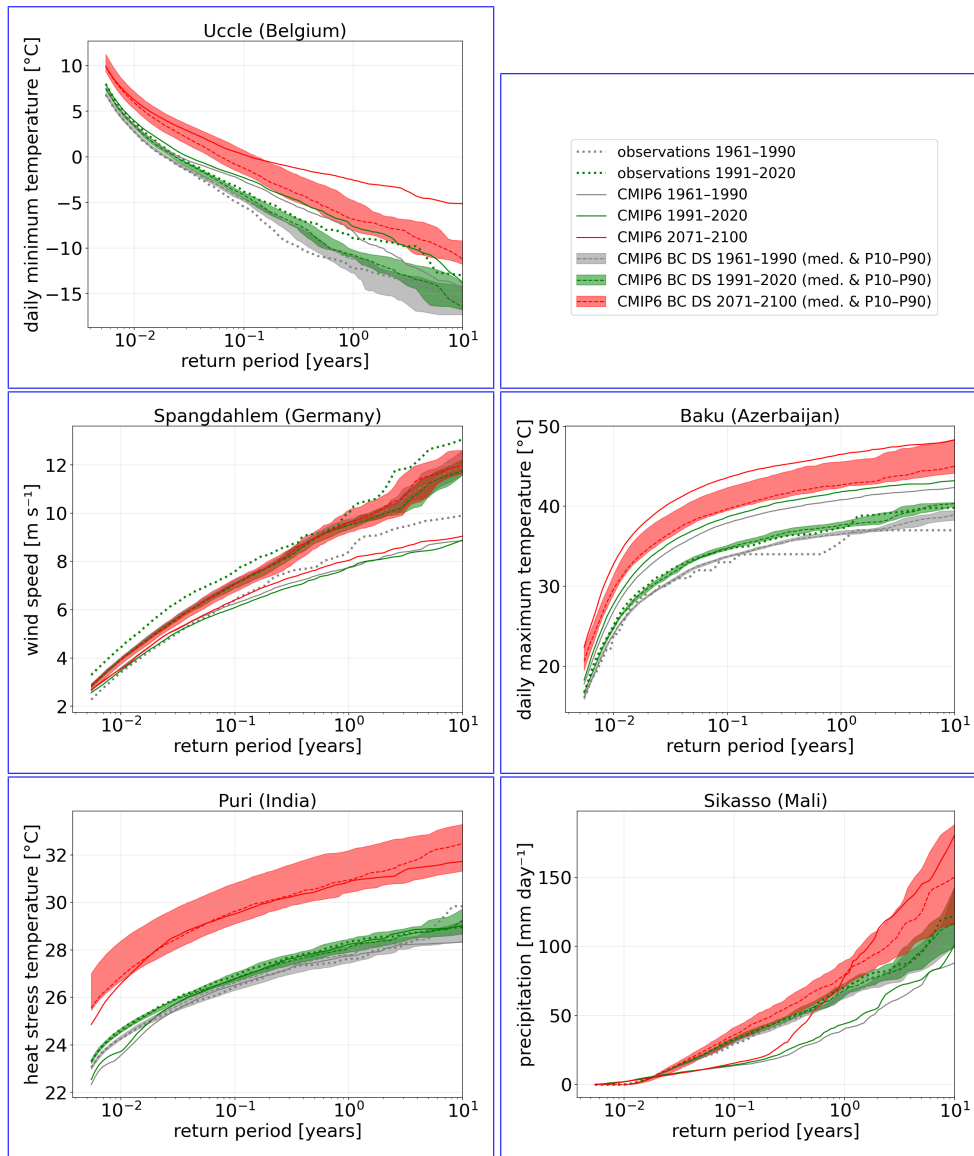 Uccle (Belgium)
daily minimum temperature [°C]
10
5
0
−5
−10
−15
10⁻²
10⁻¹
10⁰
10¹
return period [years]
observations 1961–1990
observations 1991–2020
CMIP6 1961–1990
CMIP6 1991–2020
CMIP6 2071–2100
CMIP6 BC DS 1961–1990 (med. & P10–P90)
CMIP6 BC DS 1991–2020 (med. & P10–P90)
CMIP6 BC DS 2071–2100 (med. & P10–P90)
Spangdahlem (Germany)
wind speed [m s⁻¹]
12
10
8
6
4
2
10⁻²
10⁻¹
10⁰
10¹
return period [years]
Baku (Azerbaijan)
daily maximum temperature [°C]
50
40
30
20
10⁻²
10⁻¹
10⁰
10¹
return period [years]
Puri (India)
heat stress temperature [°C]
32
30
28
26
24
22
10⁻²
10⁻¹
10⁰
10¹
return period [years]
Sikasso (Mali)
precipitation [mm day⁻¹]
150
100
50
0
10⁻²
10⁻¹
10⁰
10¹
return period [years]